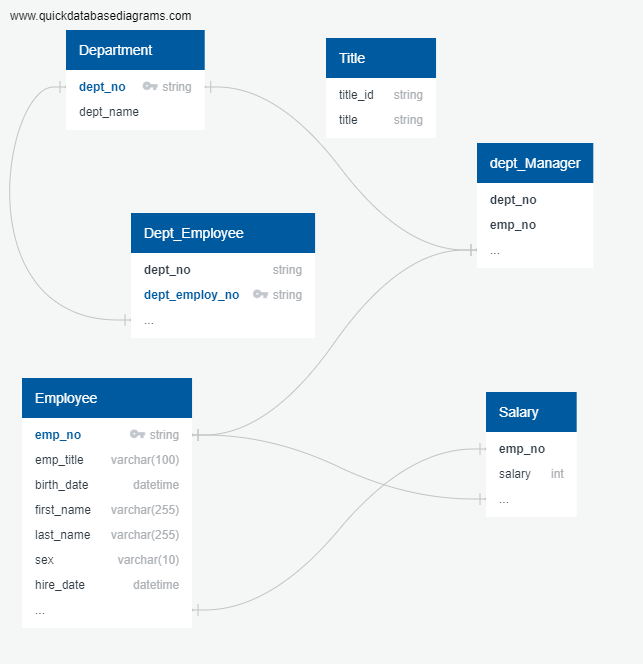 www.quickdatabasediagrams.com
Department
dept_no string
dept_name
Title
title_id string
title string
dept_Manager
dept_no
emp_no
...
Dept_Employee
dept_no string
dept_employ_no string
...
Employee
emp_no string
emp_title varchar(100)
birth_date datetime
first_name varchar(255)
last_name varchar(255)
sex varchar(10)
hire_date datetime
...
Salary
emp_no
salary int
...